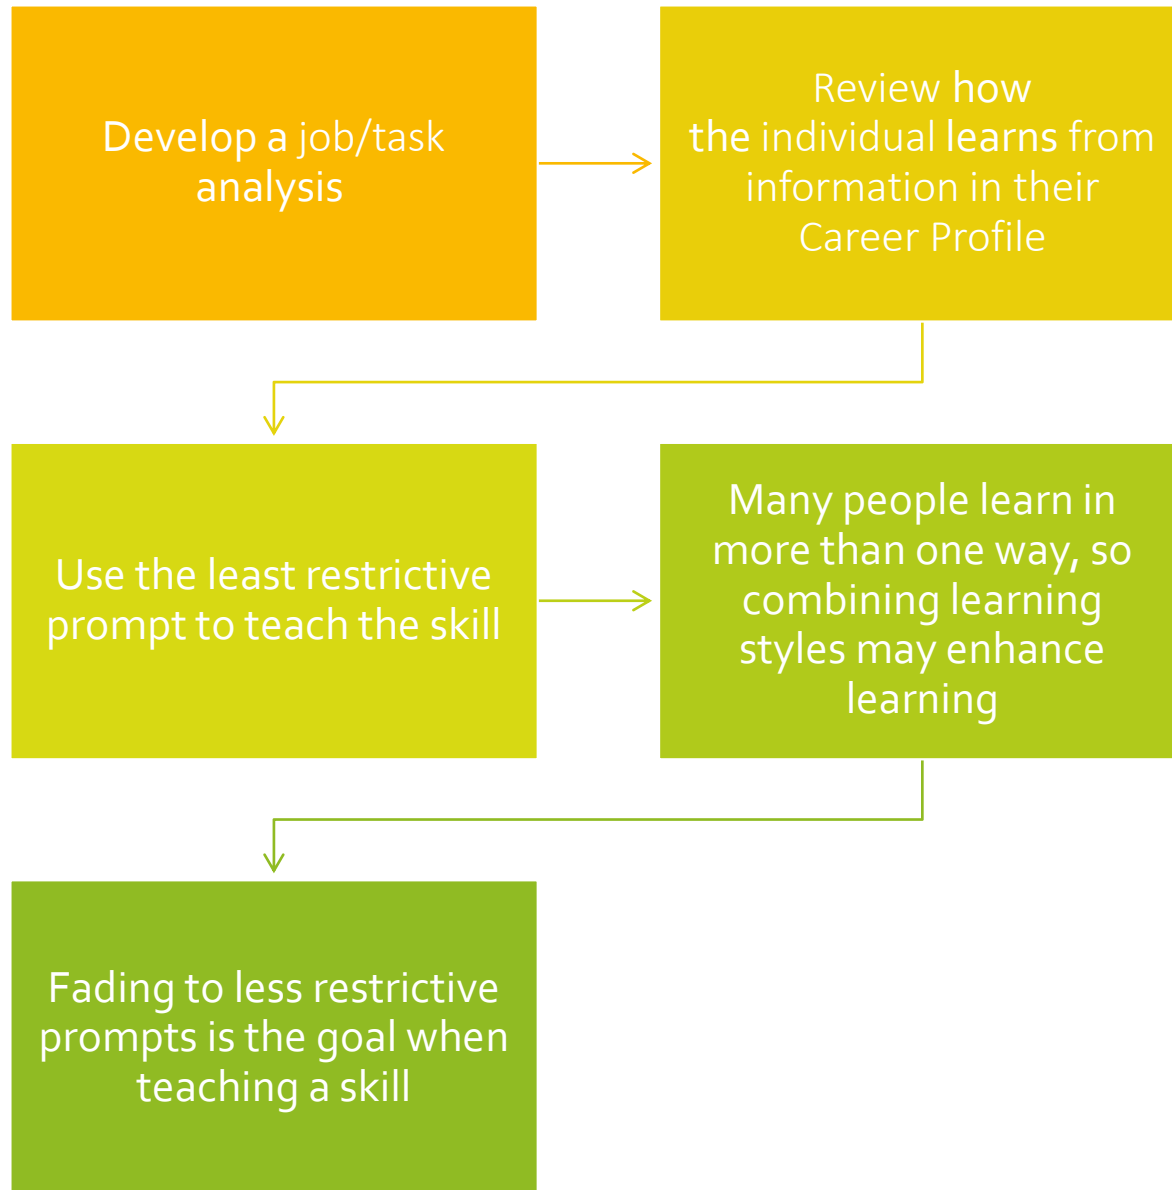 Develop a job/task
analysis
Review how
the individual learns from
information in their
Career Profile
Use the least restrictive
prompt to teach the skill
Many people learn in
more than one way, so
combining learning
styles may enhance
learning
Fading to less restrictive
prompts is the goal when
teaching a skill